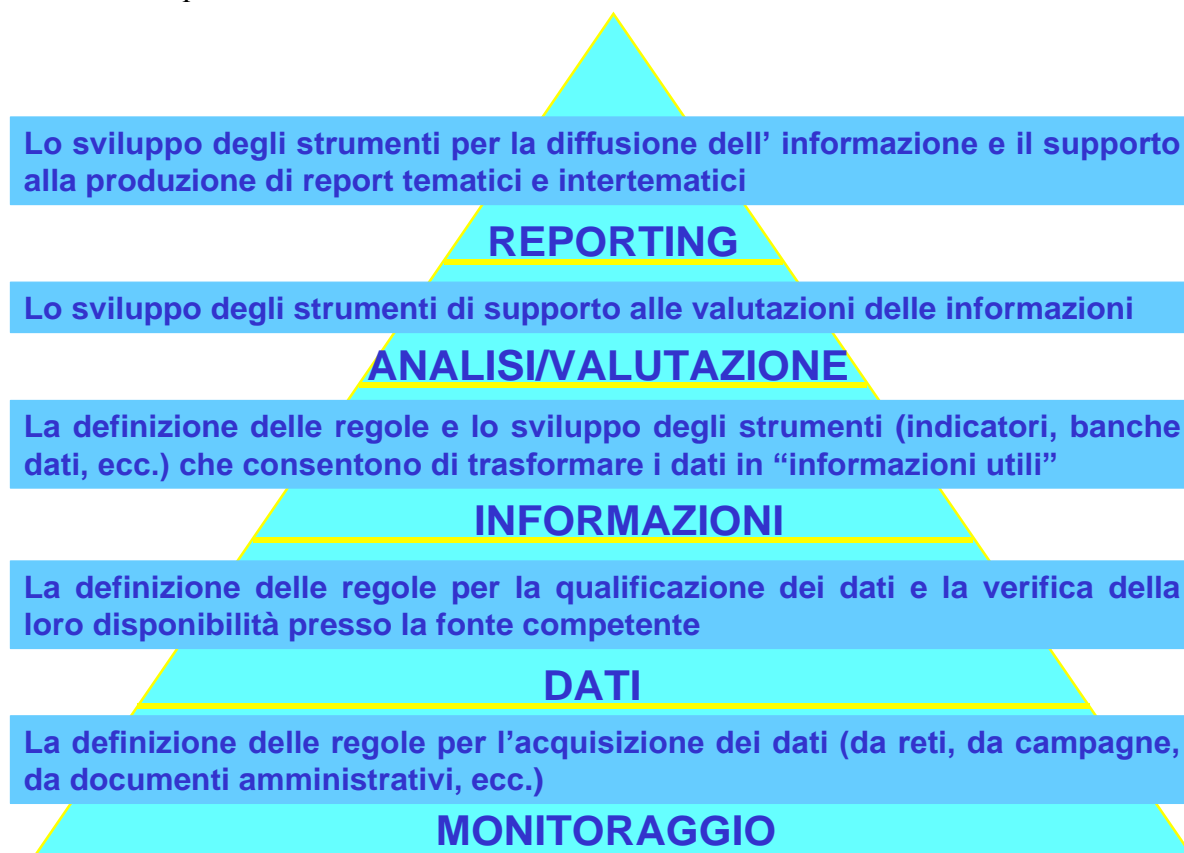 Lo sviluppo degli strumenti per la diffusione dell’ informazione e il supporto
alla produzione di report tematici e intertematici
REPORTING
Lo sviluppo degli strumenti di supporto alle valutazioni delle informazioni
ANALISI/VALUTAZIONE
La definizione delle regole e lo sviluppo degli strumenti (indicatori, banche
dati, ecc.) che consentono di trasformare i dati in “informazioni utili”
INFORMAZIONI
La definizione delle regole per la qualificazione dei dati e la verifica della
loro disponibilità presso la fonte competente
DATI
La definizione delle regole per l’acquisizione dei dati (da reti, da campagne,
da documenti amministrativi, ecc.)
MONITORAGGIO